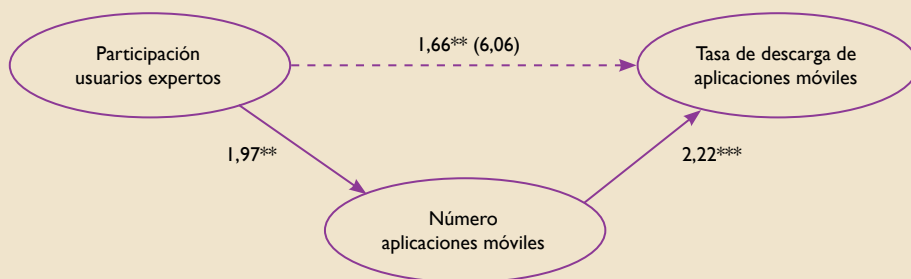 Participación
usuarios expertos
1,66** (6,06)
Tasa de descarga de
aplicaciones móviles
1,97**
2,22***
Número
aplicaciones móviles